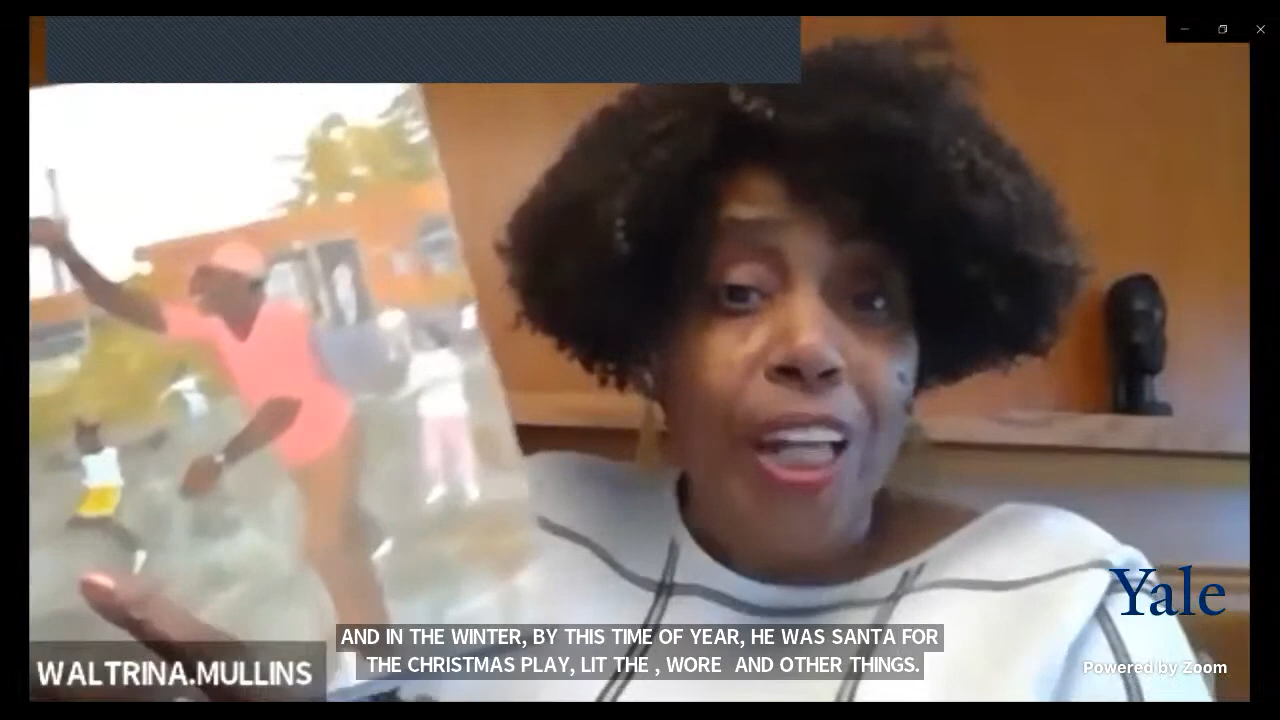 Yale
AND IN THE WINTER, BY THIS TIME OF YEAR, HE WAS SANTA FOR
THE CHRISTMAS PLAY, LIT THE , WORE AND OTHER THINGS.
WALTRINA.MULLINS
Powered by Zoom